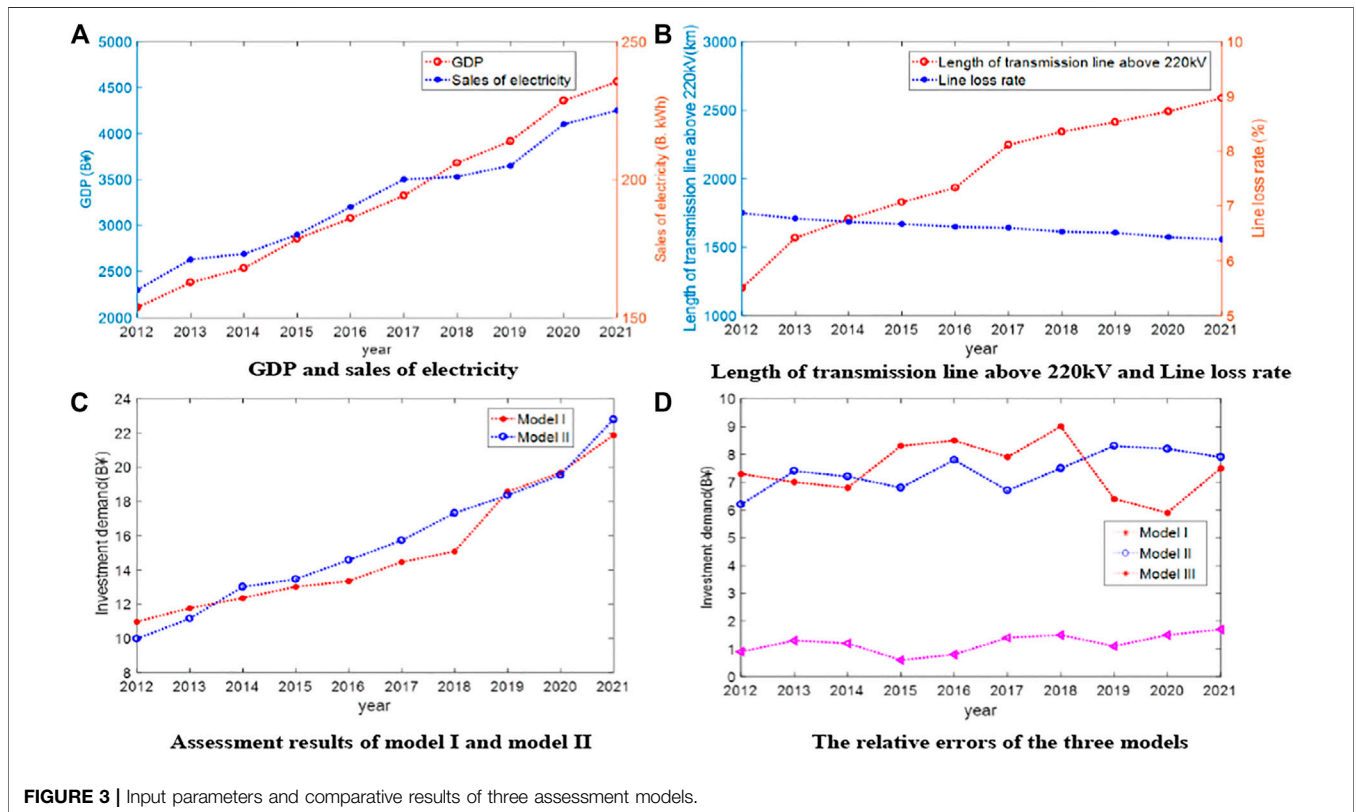 A
GDP
Sales of electricity
5000
4500
4000
3500
3000
2500
2000
GDP (B¥)
250
200
150
Sales of electricity (B. kWh)
2012 2013 2014 2015 2016 2017 2018 2019 2020 2021
year
GDP and sales of electricity
B
Length of transmission line above 220kV
Line loss rate
3000
2500
2000
1500
1000
Length of transmission line above 220kV(km)
10
9
8
7
6
5
Line loss rate (%)
2012 2013 2014 2015 2016 2017 2018 2019 2020 2021
year
Length of transmission line above 220kV and Line loss rate
C
Model I
Model II
24
22
20
18
16
14
12
10
8
Investment demand(B¥)
2012 2013 2014 2015 2016 2017 2018 2019 2020 2021
year
Assessment results of model I and model II
D
10
9
8
7
6
5
4
3
2
1
0
Investment demand(B¥)
Model I
Model II
Model III
2012 2013 2014 2015 2016 2017 2018 2019 2020 2021
year
The relative errors of the three models
FIGURE 3 | Input parameters and comparative results of three assessment models.